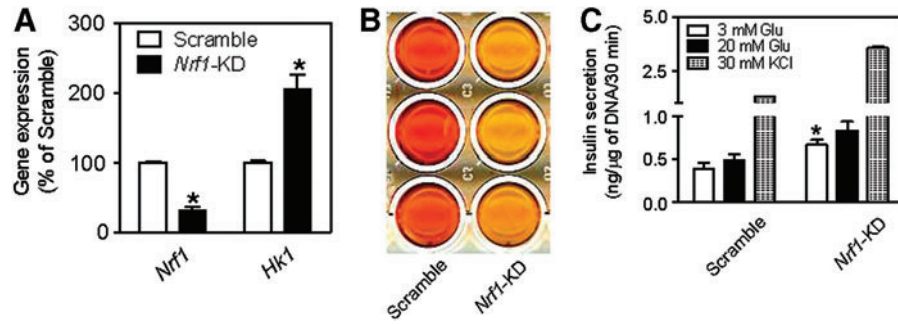 A
Gene expression
(% of Scramble)
300
200
100
0
Scramble
Nrf1-KD
*
*
Nrf1
Hk1
B
C3
Scramble
Nrf1-KD
C
Insulin secretion
(ng/µg of DNA/30 min)
5.0
2.5
1.0
0.5
0.0
3 mM Glu
20 mM Glu
30 mM KCl
*
Scramble
Nrf1-KD